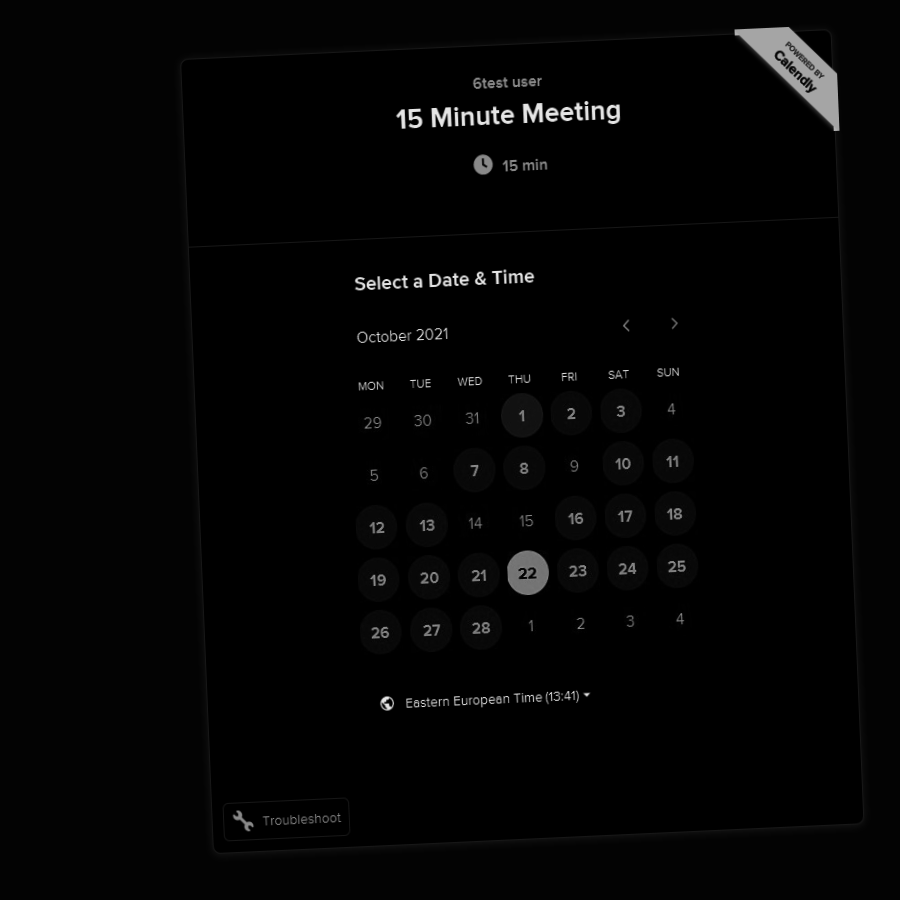 POWERED BY
Calendly
6test user
15 Minute Meeting
15 min
Select a Date & Time
October 2021
MON TUE WED THU FRI SAT SUN
29 30 31 1 2 3 4
5 6 7 8 9 10 11
12 13 14 15 16 17 18
19 20 21 22 23 24 25
26 27 28 1 2 3 4
Eastern European Time (13:41)
Troubleshoot